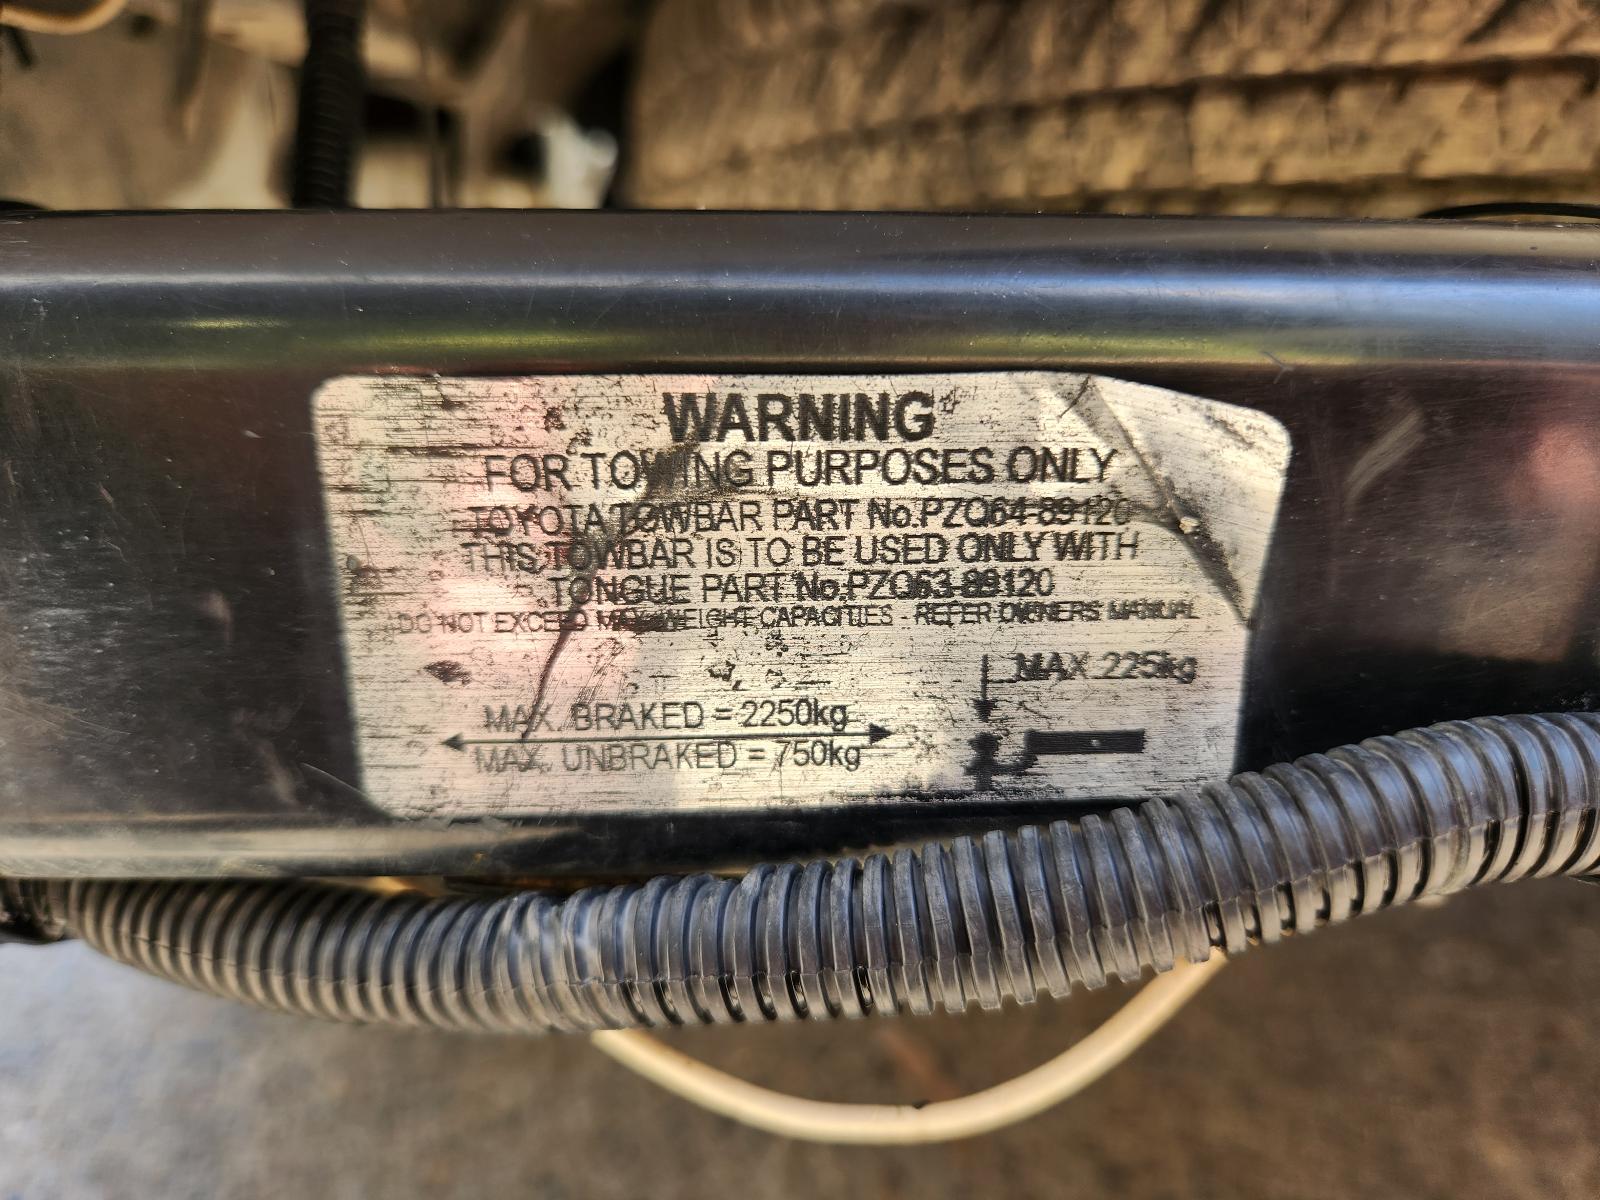 WARNING
FOR TOWING PURPOSES ONLY
TOYOTA TOWBAR PART No.PZQ64-89120
THIS TOWBAR IS TO BE USED ONLY WITH
TONGUE PART No.PZQ63-89120
DO NOT EXCEED MAX. WEIGHT CAPACITIES - REFER OWNERS MANUAL
MAX. 225kg
MAX. BRAKED = 2250kg
MAX. UNBRAKED = 750kg